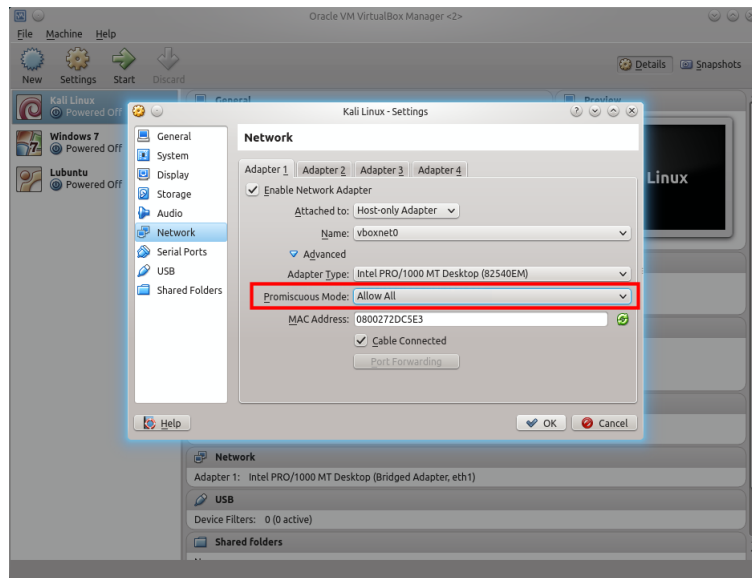 Oracle VM VirtualBox Manager <2>
File Machine Help
New Settings Start Discard
Details Snapshots
Kali Linux
Powered Off
General
Preview
Windows 7
Powered Off
Lubuntu
Powered Off
Linux
Kali Linux - Settings
General
System
Display
Storage
Audio
Network
Serial Ports
USB
Shared Folders
Network
Adapter 1 Adapter 2 Adapter 3 Adapter 4
Enable Network Adapter
Attached to: Host-only Adapter
Name: vboxnet0
Advanced
Adapter Type: Intel PRO/1000 MT Desktop (82540EM)
Promiscuous Mode: Allow All
MAC Address: 0800272DC5E3
Cable Connected
Port Forwarding
Help OK Cancel
Network
Adapter 1: Intel PRO/1000 MT Desktop (Bridged Adapter, eth1)
USB
Device Filters: 0 (0 active)
Shared folders